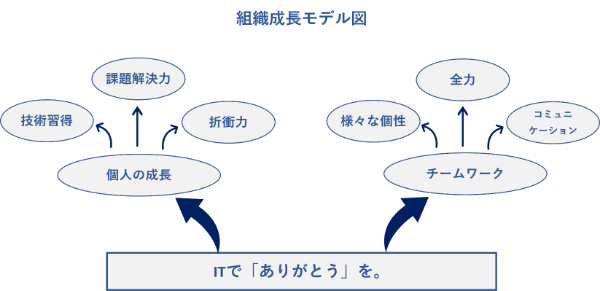 組織成長モデル図
課題解決力
技術習得
折衝力
個人の成長
全力
様々な個性
コミュニ
ケーション
チームワーク
ITで「ありがとう」を。